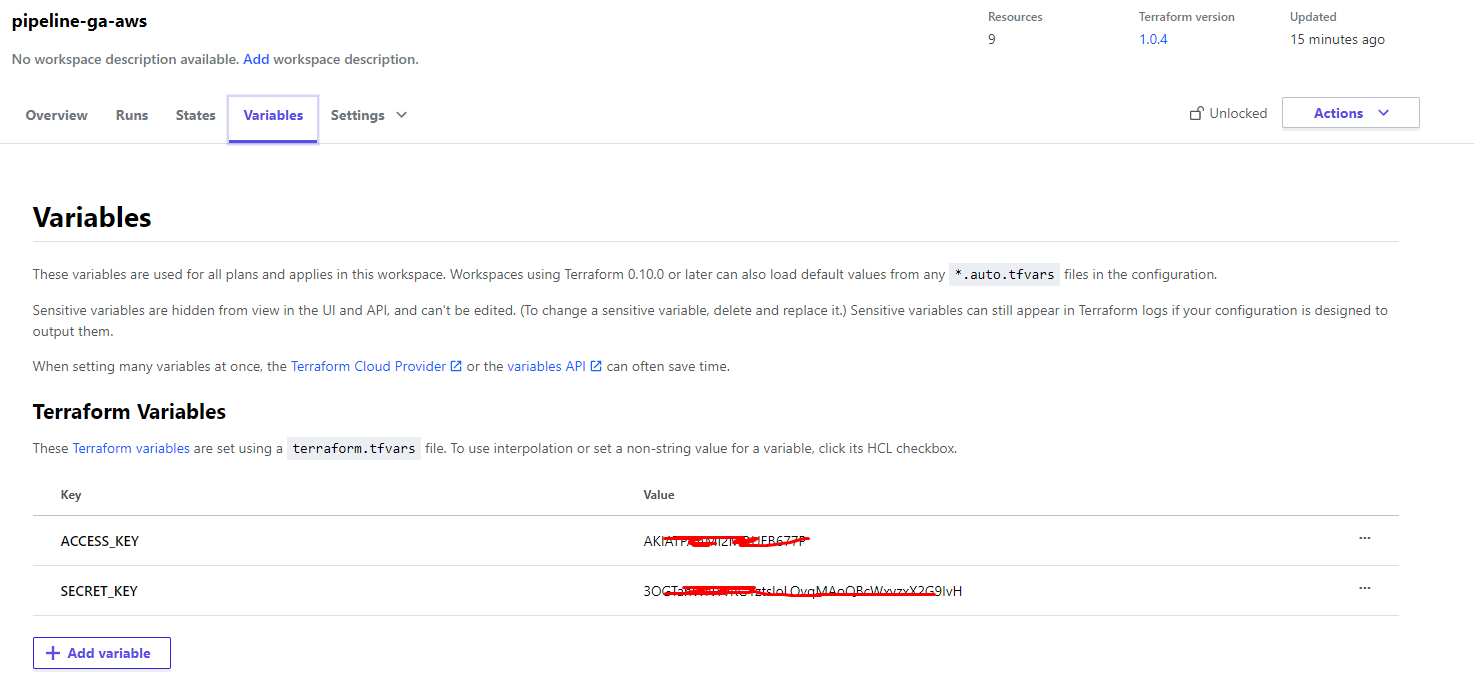 pipeline-ga-aws
Resources
9
Terraform version
1.0.4
Updated
15 minutes ago
No workspace description available. Add workspace description.
Overview Runs States Variables Settings
Unlocked
Actions
Variables
These variables are used for all plans and applies in this workspace. Workspaces using Terraform 0.10.0 or later can also load default values from any *.auto.tfvars files in the configuration.
Sensitive variables are hidden from view in the UI and API, and can't be edited. (To change a sensitive variable, delete and replace it.) Sensitive variables can still appear in Terraform logs if your configuration is designed to
output them.
When setting many variables at once, the Terraform Cloud Provider or the variables API can often save time.
Terraform Variables
These Terraform variables are set using a terraform.tfvars file. To use interpolation or set a non-string value for a variable, click its HCL checkbox.
Key Value
ACCESS_KEY
SECRET_KEY
Add variable